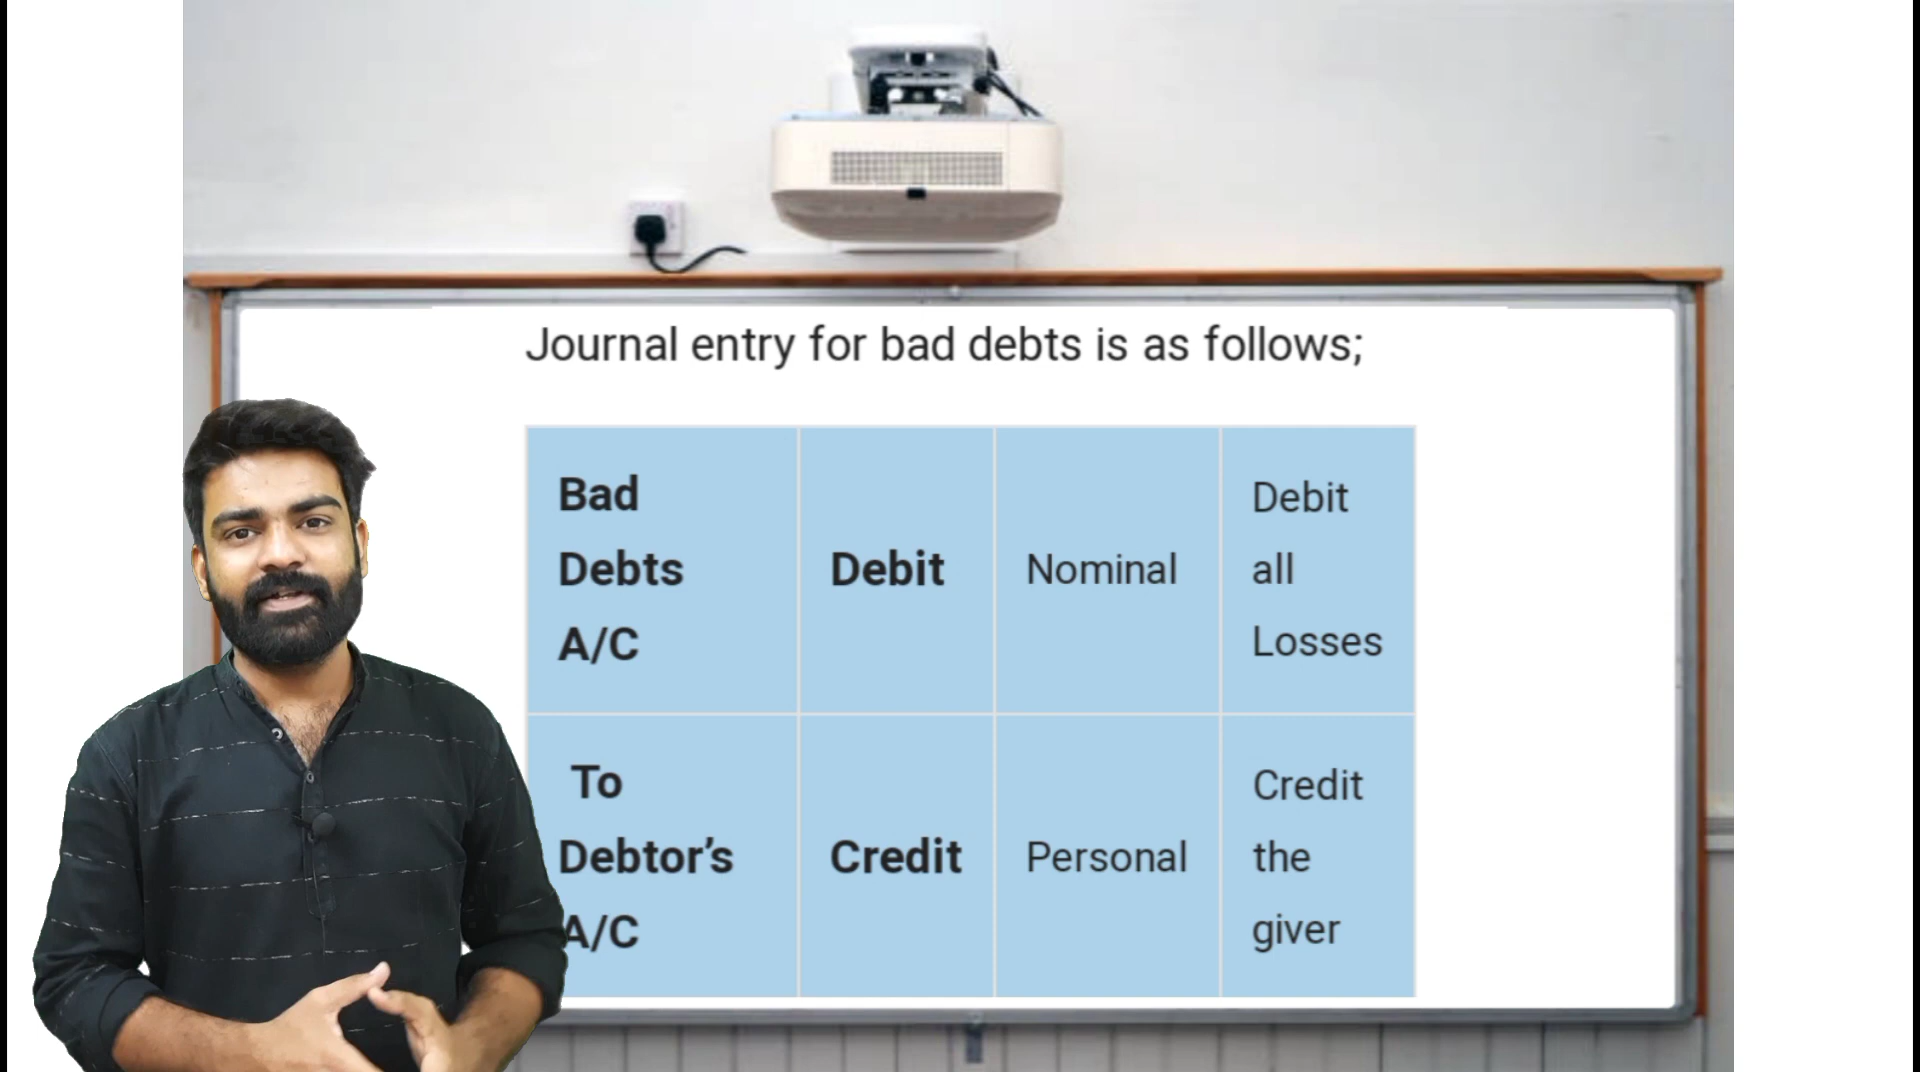 Journal entry for bad debts is as follows;
Bad
Debts
A/C
Debit
Nominal
Debit
all
Losses
To
Debtor’s
A/C
Credit
Personal
Credit
the
giver